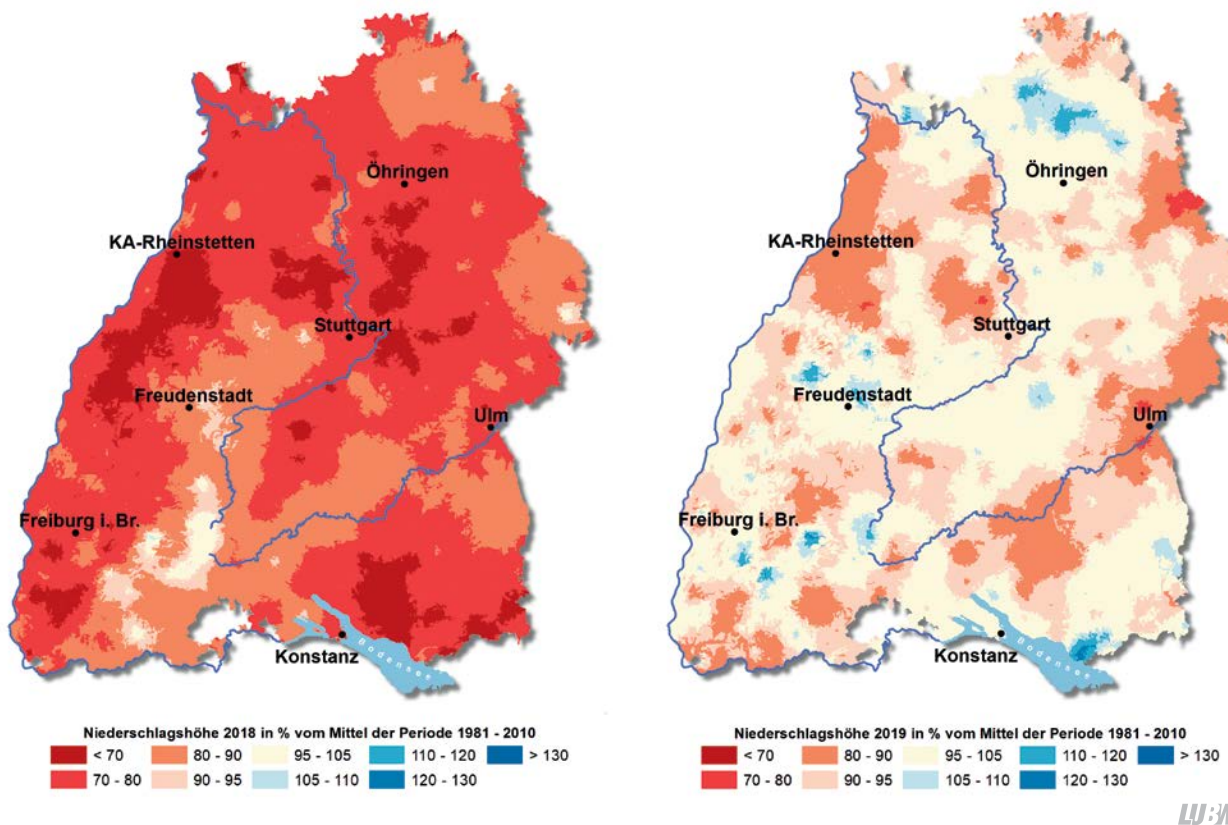 Öhringen
KA-Rheinstetten
Stuttgart
Freudenstadt
Ulm
Freiburg i. Br.
Konstanz
Bodensee
Niederschlagshöhe 2018 in % vom Mittel der Periode 1981 - 2010
< 70 80 - 90 95 - 105 110 - 120 > 130
70 - 80 90 - 95 105 - 110 120 - 130
Öhringen
KA-Rheinstetten
Stuttgart
Freudenstadt
Ulm
Freiburg i. Br.
Konstanz
Bodensee
Niederschlagshöhe 2019 in % vom Mittel der Periode 1981 - 2010
< 70 80 - 90 95 - 105 110 - 120 > 130
70 - 80 90 - 95 105 - 110 120 - 130